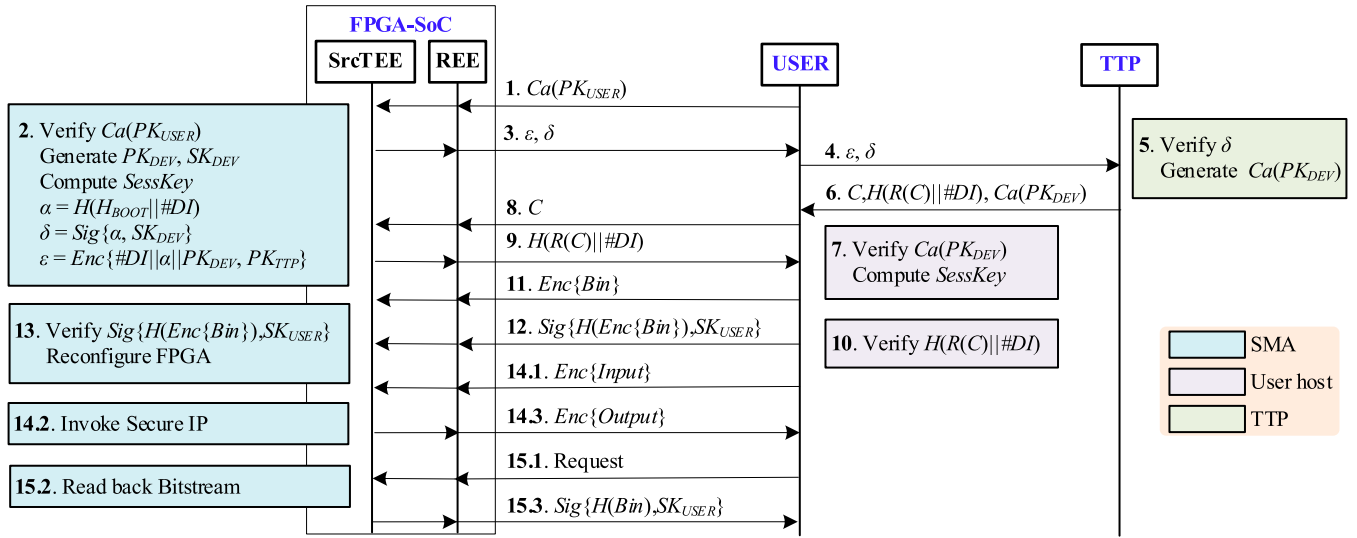 FPGA-SoC
SrcTEE
REE
USER
TTP
1. Ca(PK_USER)
2. Verify Ca(PK_USER)
Generate PK_DEV, SK_DEV
Compute SessKey
α = H(H_BOOT||#DI)
δ = Sig{α, SK_DEV}
ε = Enc{#DI||α||PK_DEV, PK_TTP}
3. ε, δ
4. ε, δ
5. Verify δ
Generate Ca(PK_DEV)
6. C,H(R(C)||#DI), Ca(PK_DEV)
7. Verify Ca(PK_DEV)
Compute SessKey
8. C
9. H(R(C)||#DI)
10. Verify H(R(C)||#DI)
11. Enc{Bin}
12. Sig{H(Enc{Bin}),SK_USER}
13. Verify Sig{H(Enc{Bin}),SK_USER}
Reconfigure FPGA
14.1. Enc{Input}
14.2. Invoke Secure IP
14.3. Enc{Output}
15.1. Request
15.2. Read back Bitstream
15.3. Sig{H(Bin),SK_USER}
SMA
User host
TTP